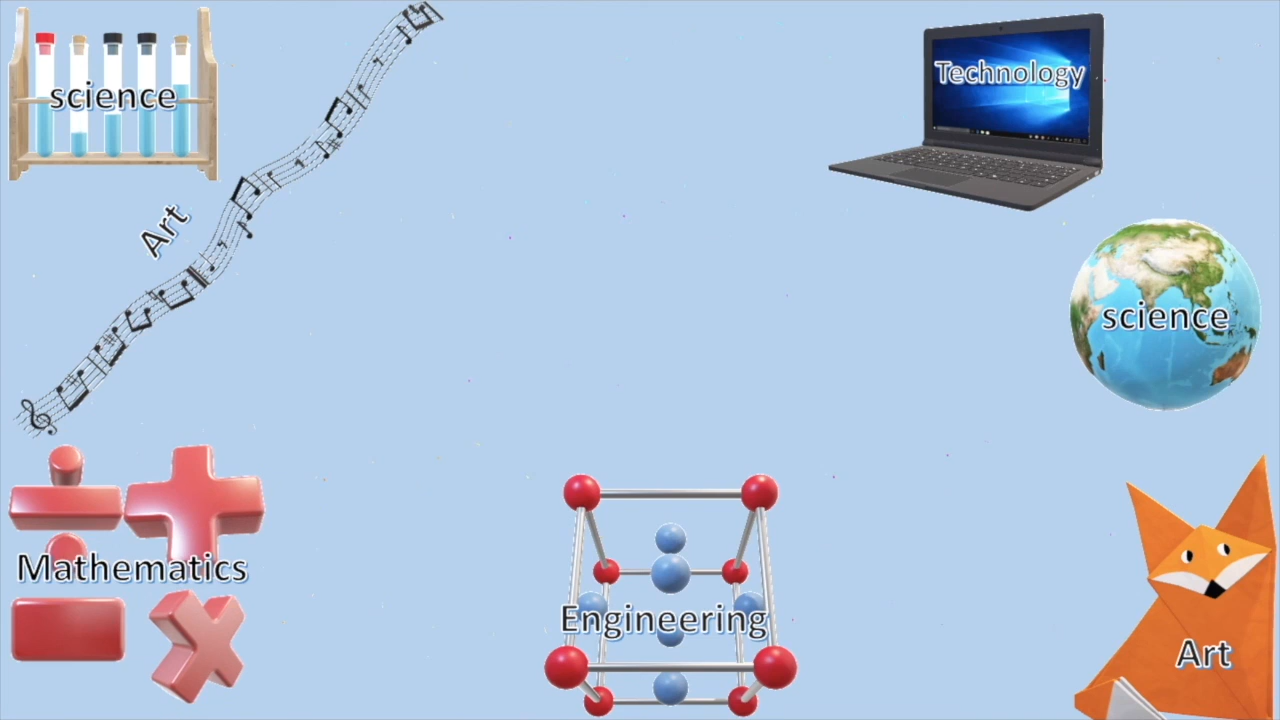 science
Technology
Art
science
Mathematics
Engineering
Art